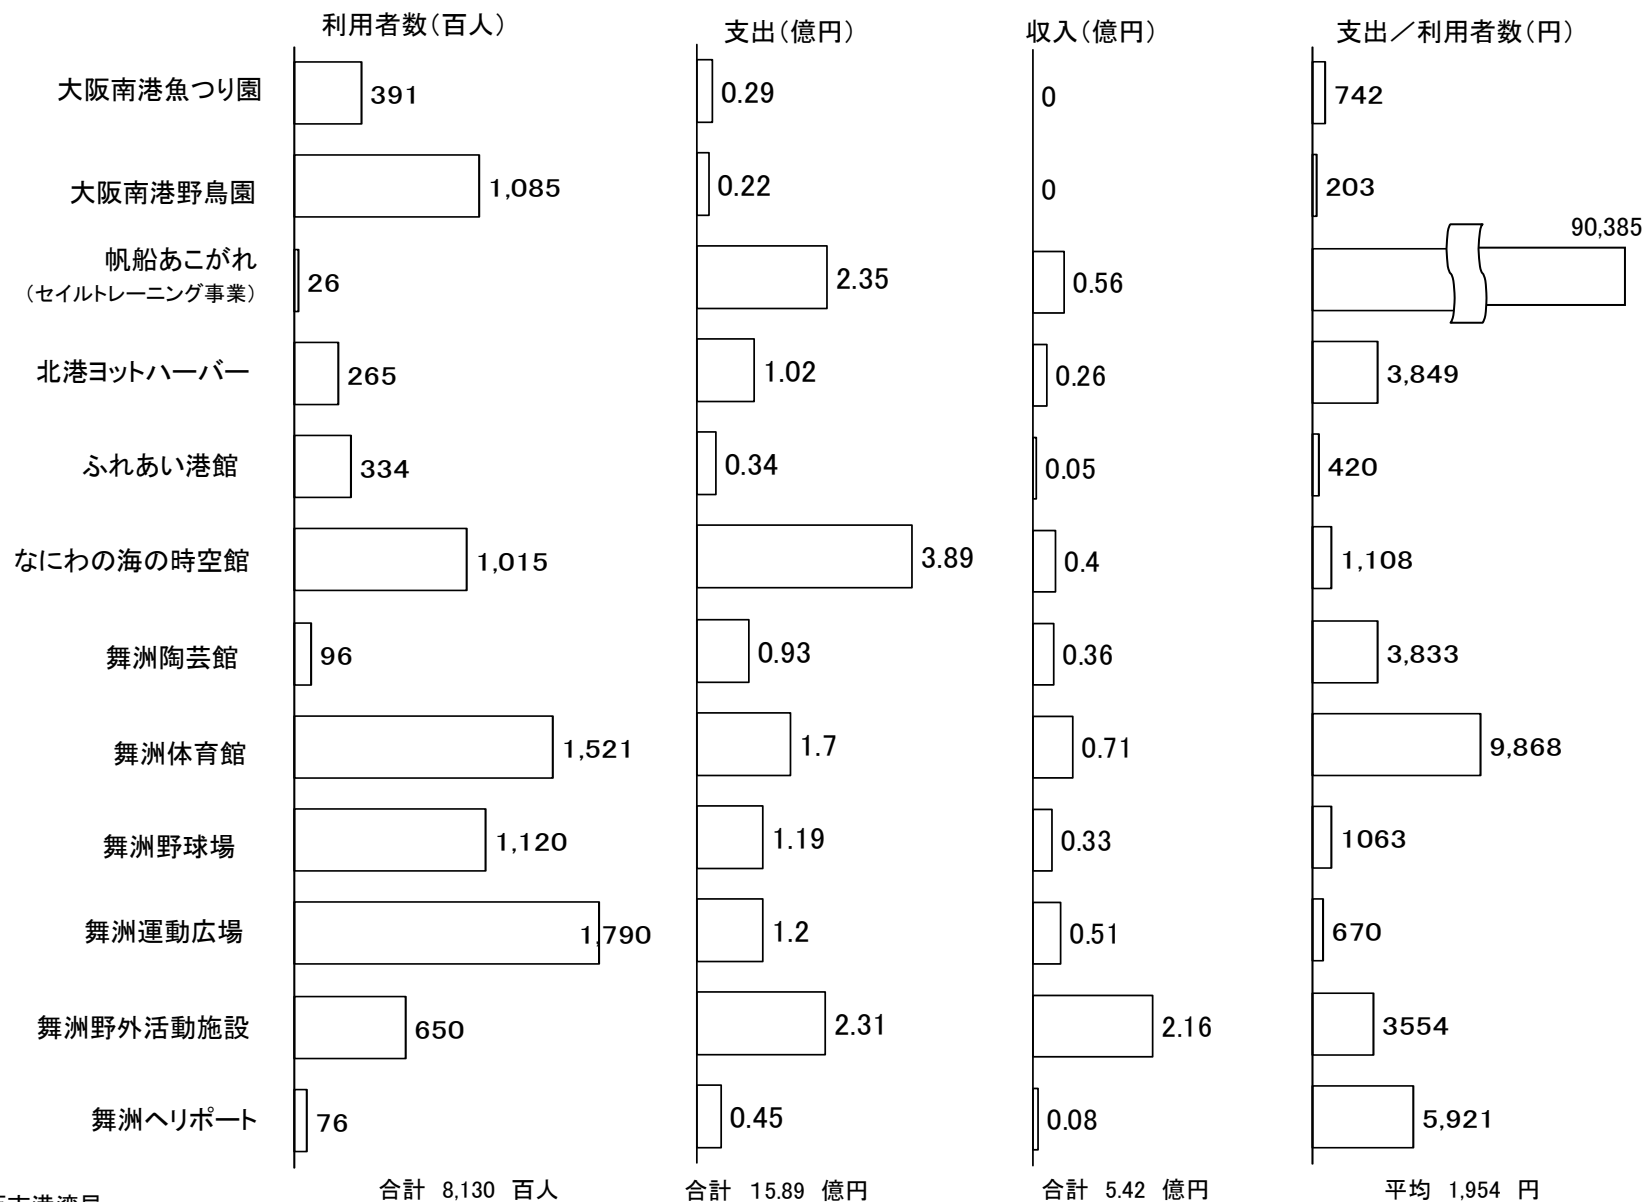 利用者数(百人) 支出(億円) 収入(億円) 支出／利用者数(円)
大阪南港魚つり園 391 0.29 0 742
大阪南港野鳥園 1,085 0.22 0 203
90,385
帆船あこがれ 26 2.35 0.56
(セイルトレーニング事業)
北港ヨットハーバー 265 1.02 0.26 3,849
ふれあい港館 334 0.34 0.05 420
なにわの海の時空館 1,015 3.89 0.4 1,108
舞洲陶芸館 96 0.93 0.36 3,833
舞洲体育館 1,521 1.7 0.71 9,868
舞洲野球場 1,120 1.19 0.33 1063
舞洲運動広場 1,790 1.2 0.51 670
舞洲野外活動施設 650 2.31 2.16 3554
舞洲ヘリポート 76 0.45 0.08 5,921
合計 8,130 百人 合計 15.89 億円 合計 5.42 億円 平均 1,954 円